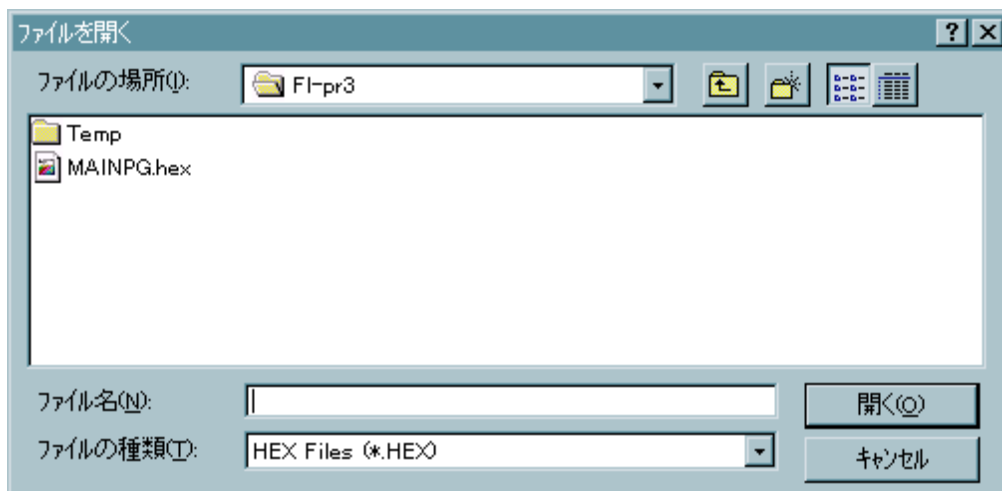 ファイルを開く
ファイルの場所(I): Fl-pr3
Temp
MAINPG.hex
ファイル名(N): 開く(O)
ファイルの種類(T): HEX Files (*.HEX) キャンセル